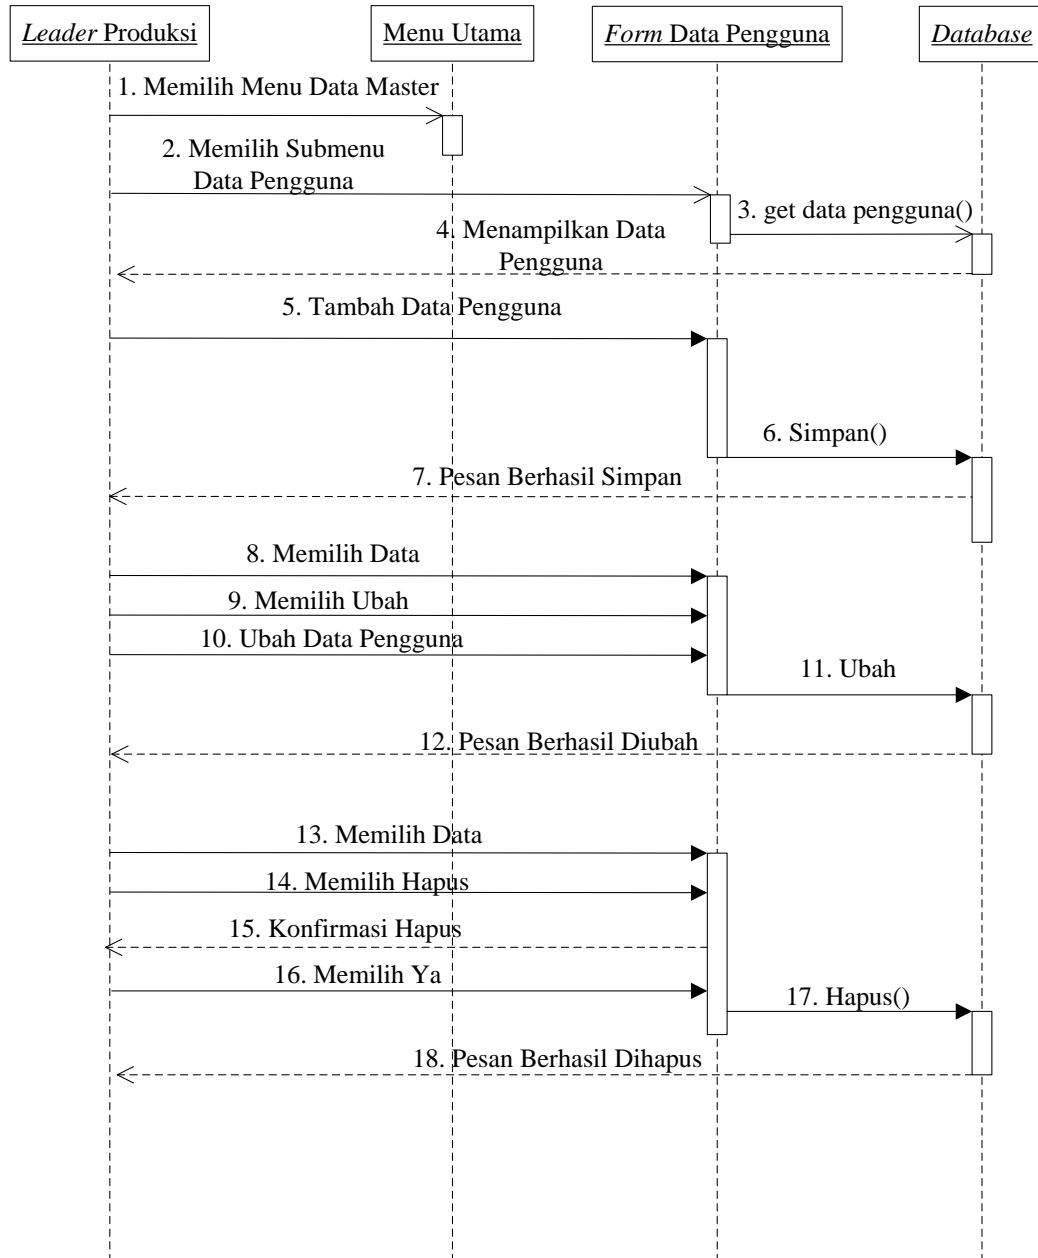 Leader Produksi
Menu Utama
Form Data Pengguna
Database
1. Memilih Menu Data Master
2. Memilih Submenu
Data Pengguna
3. get data pengguna()
4. Menampilkan Data
Pengguna
5. Tambah Data Pengguna
6. Simpan()
7. Pesan Berhasil Simpan
8. Memilih Data
9. Memilih Ubah
10. Ubah Data Pengguna
11. Ubah
12. Pesan Berhasil Diubah
13. Memilih Data
14. Memilih Hapus
15. Konfirmasi Hapus
16. Memilih Ya
17. Hapus()
18. Pesan Berhasil Dihapus